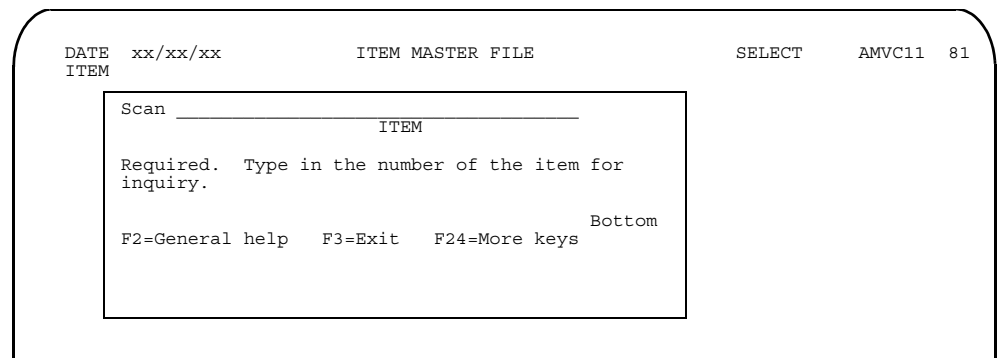 DATE xx/xx/xx ITEM MASTER FILE SELECT AMVC11 81
ITEM
Scan ____________________________________
ITEM
Required. Type in the number of the item for
inquiry.
Bottom
F2=General help F3=Exit F24=More keys